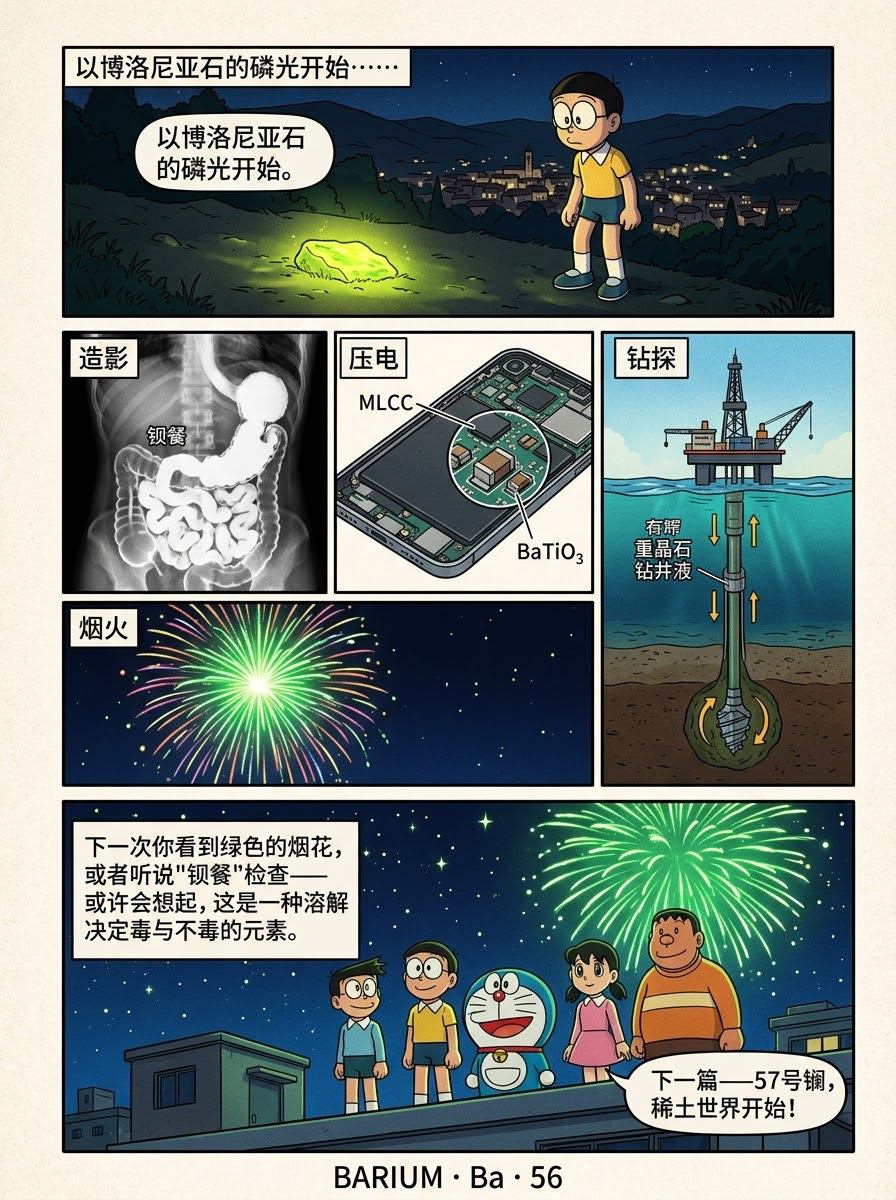 以博洛尼亚石的磷光开始……
以博洛尼亚石
的磷光开始。
造影
钡餐
压电
MLCC
BaTiO₃
钻探
重晶石
钻井液
烟火
下一次你看到绿色的烟花，
或者听说"钡餐"检查——
或许会想起，这是一种溶解
决定毒与不毒的元素。
下一篇——57号镧，
稀土世界开始！
BARIUM · Ba · 56